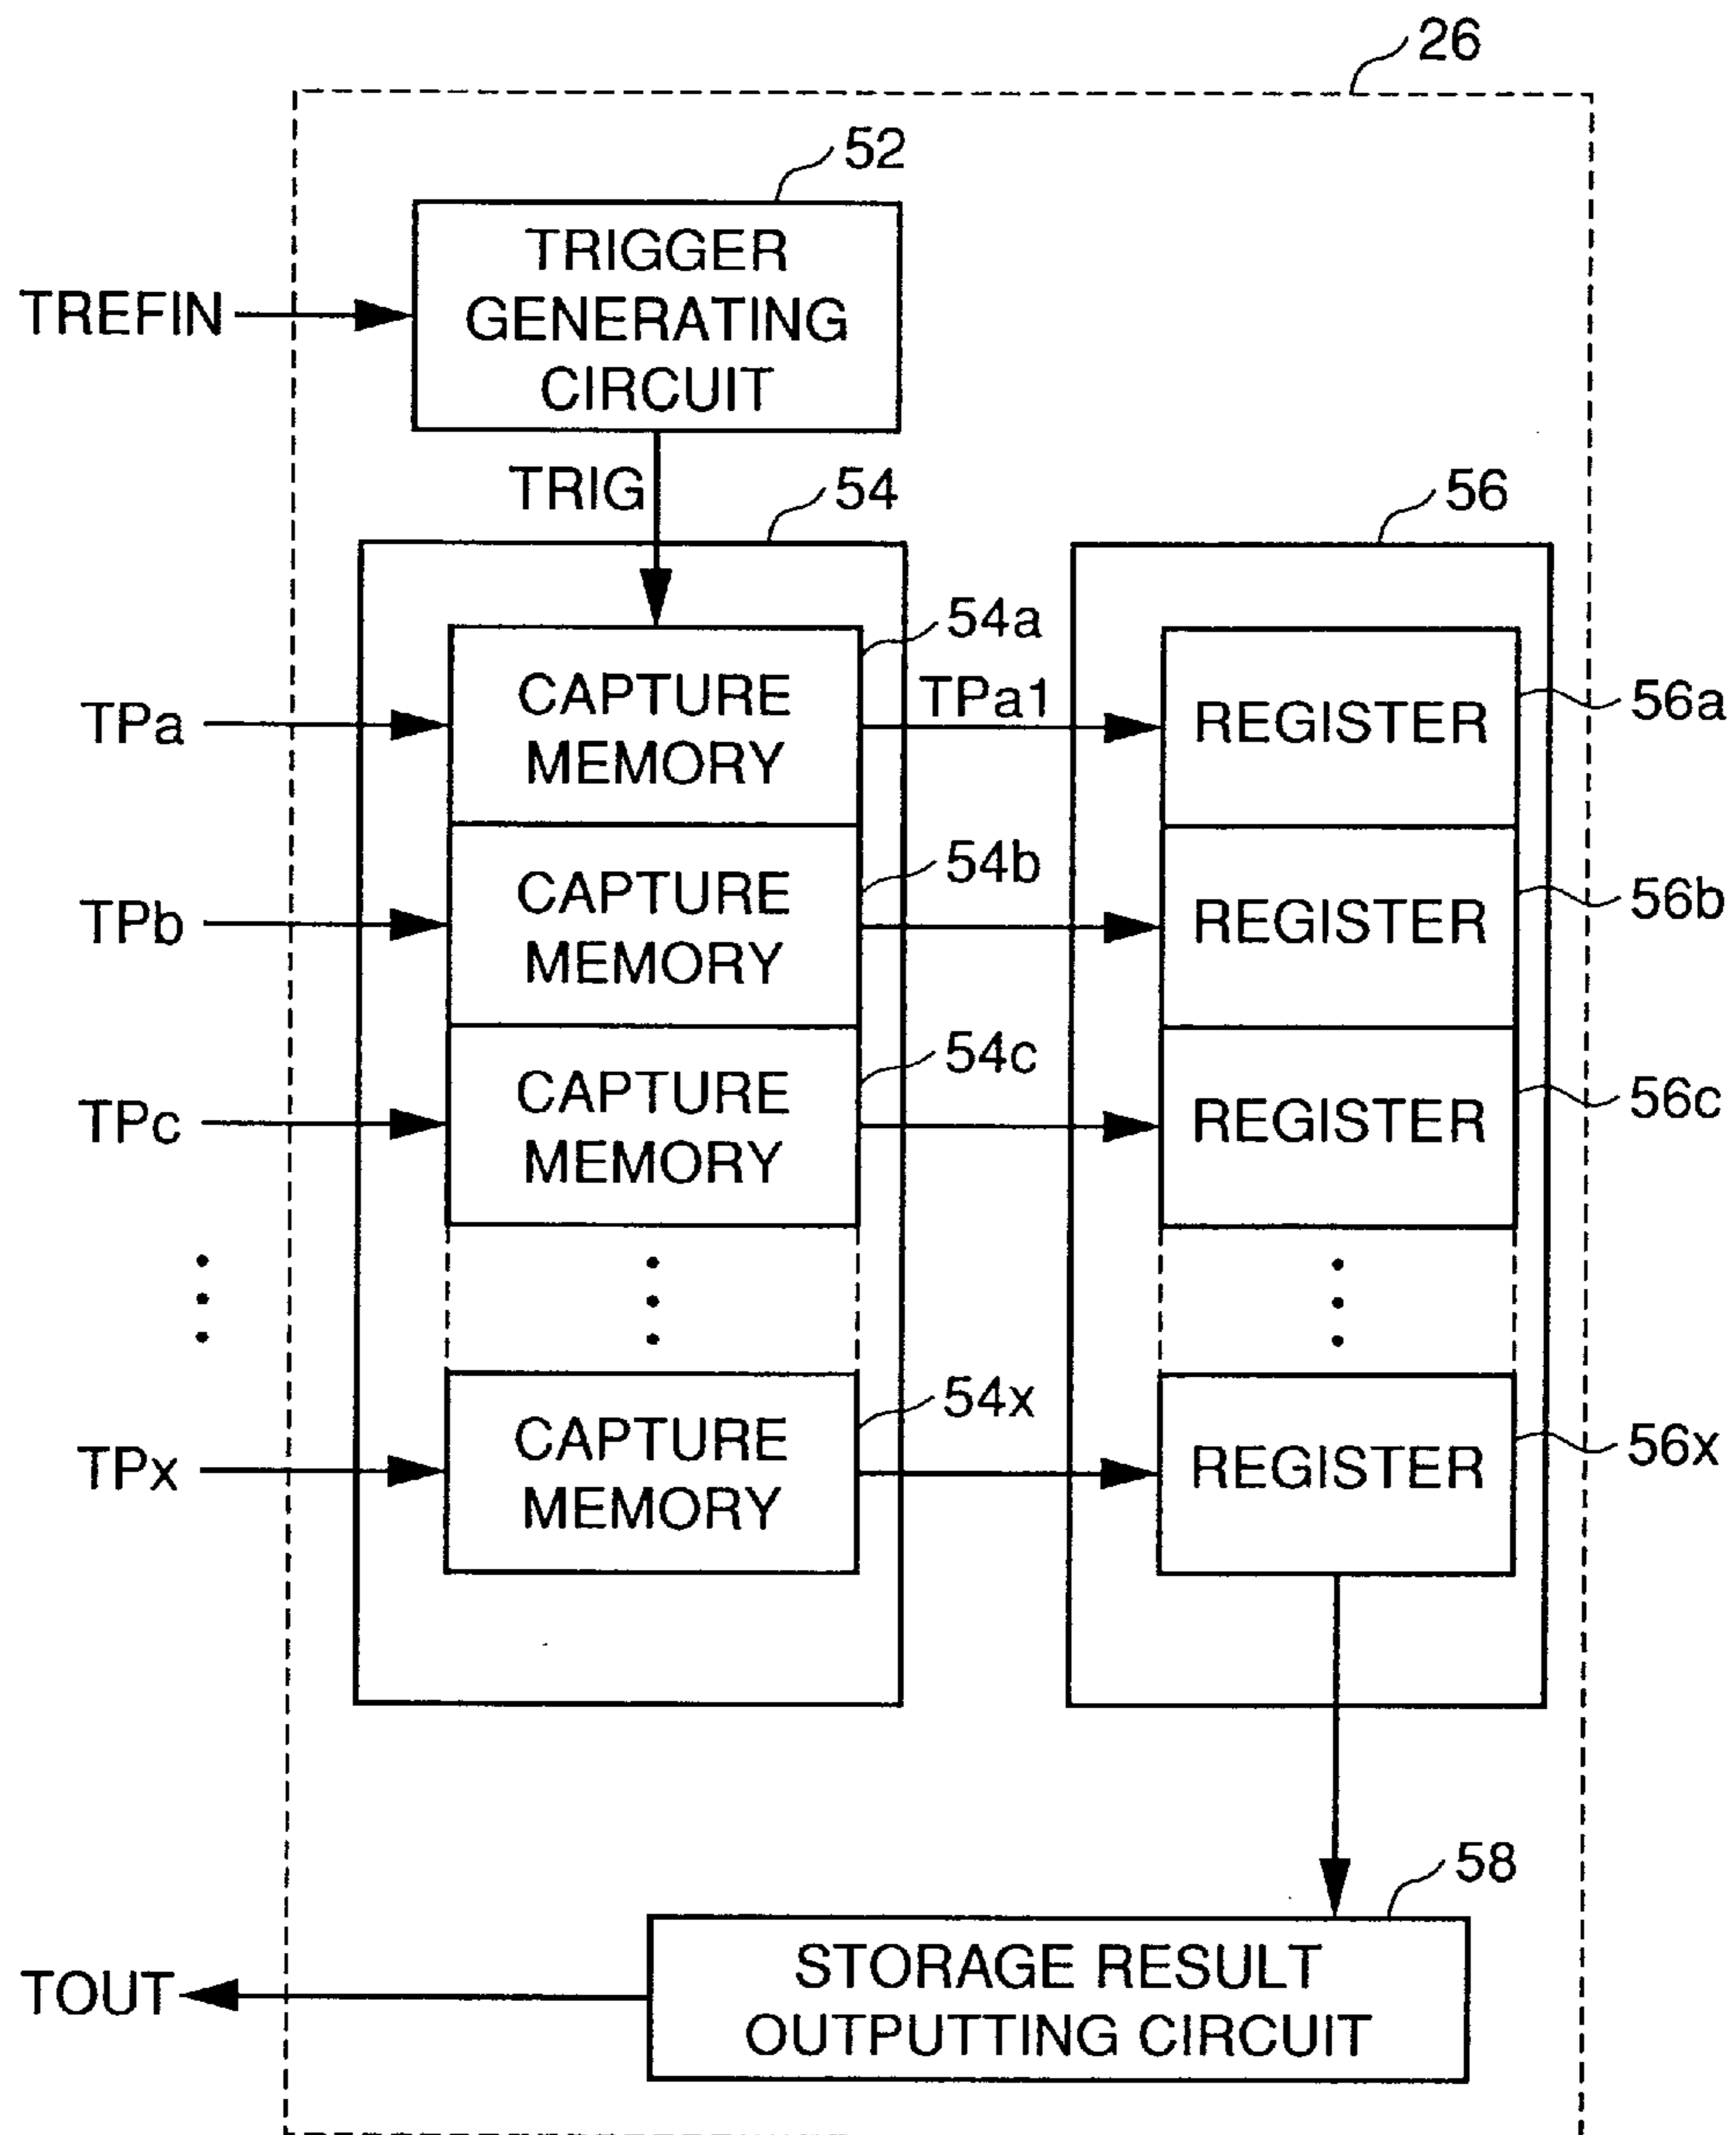 26
52
TRIGGER
GENERATING
CIRCUIT
TREFIN
TRIG
54
56
54a
TPa
CAPTURE
MEMORY
TPa1
REGISTER
56a
54b
TPb
CAPTURE
MEMORY
REGISTER
56b
54c
TPc
CAPTURE
MEMORY
REGISTER
56c
54x
TPx
CAPTURE
MEMORY
REGISTER
56x
58
STORAGE RESULT
OUTPUTTING CIRCUIT
TOUT